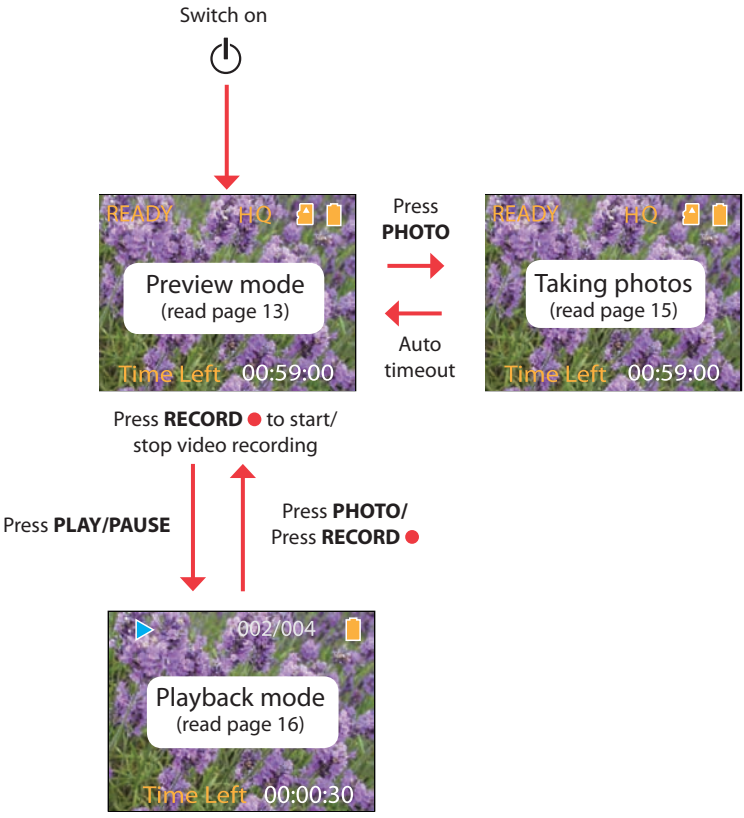 Switch on
READY HQ
Preview mode
(read page 13)
Time Left 00:59:00
Press
PHOTO
Auto
timeout
READY HQ
Taking photos
(read page 15)
Time Left 00:59:00
Press RECORD ● to start/
stop video recording
Press PLAY/PAUSE
Press PHOTO/
Press RECORD ●
002/004
Playback mode
(read page 16)
Time Left 00:00:30